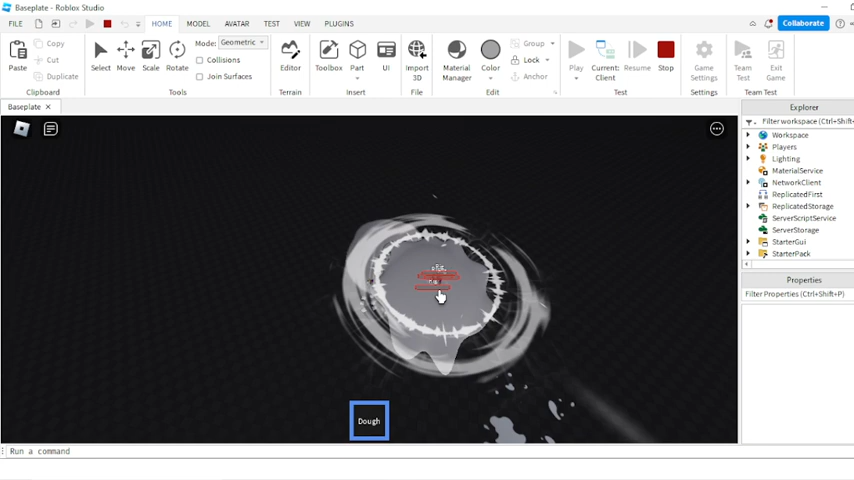 Baseplate - Roblox Studio
FILE HOME MODEL AVATAR TEST VIEW PLUGINS Collaborate
Paste Copy Cut Duplicate
Select Move Scale Rotate
Mode: Geometric
Collisions
Join Surfaces
Editor
Toolbox Part UI
Import 3D
Material Manager Color
Group
Lock
Anchor
Play Current: Client Resume Stop
Game Settings
Team Test Exit Game
Clipboard Tools Terrain Insert File Edit Test Settings Team Test
Baseplate
Explorer
Filter workspace (Ctrl+Shift+
Workspace
Players
Lighting
MaterialService
NetworkClient
ReplicatedFirst
ReplicatedStorage
ServerScriptService
ServerStorage
StarterGui
StarterPack
Properties
Filter Properties (Ctrl+Shift+P)
Dough
Run a command